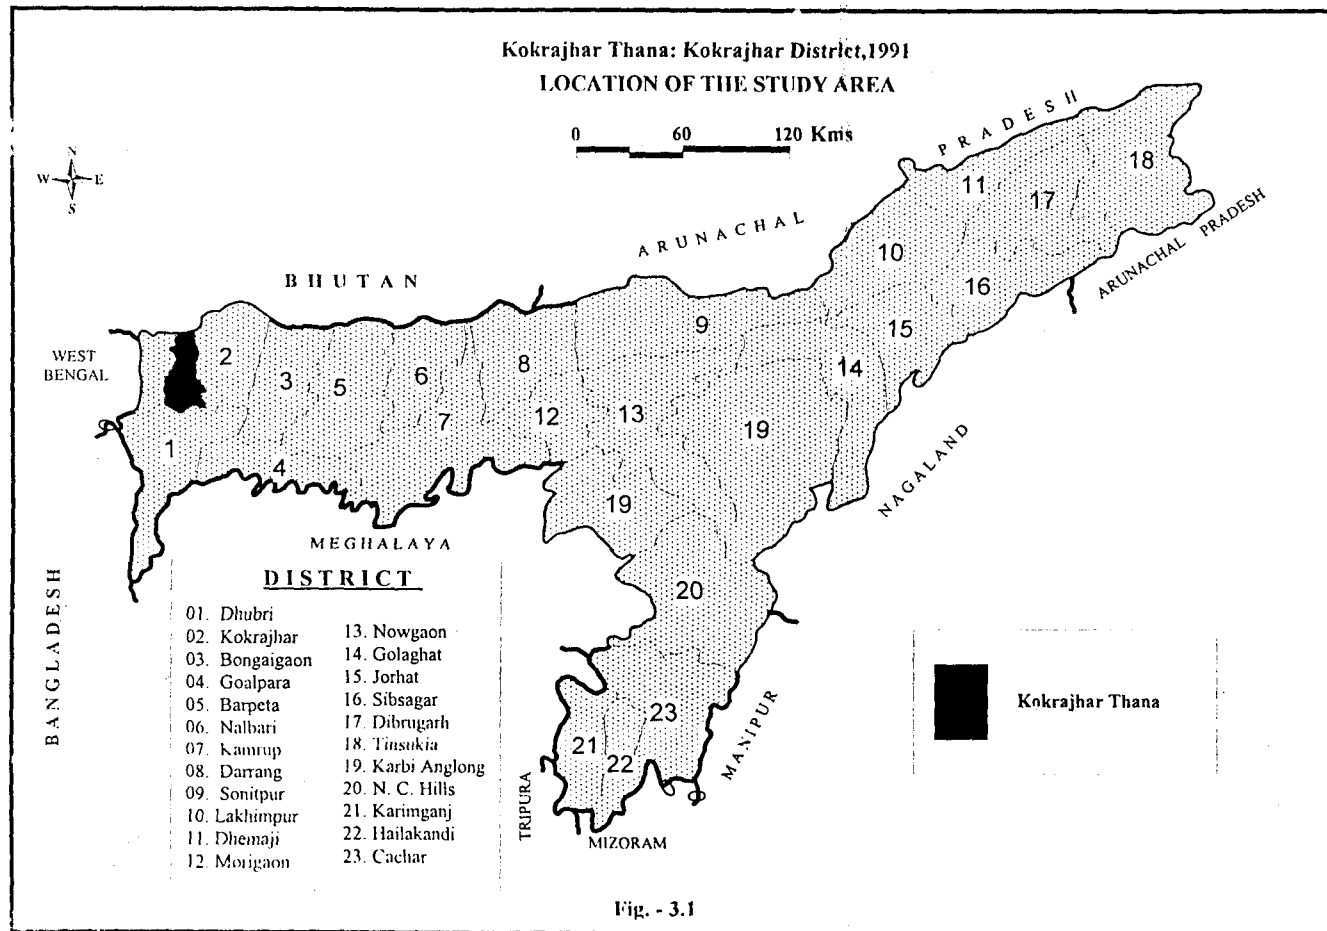 Kokrajhar Thana: Kokrajhar District,1991
LOCATION OF THE STUDY AREA
0 60 120 Kms
N
W E
S
PRADESH
ARUNACHAL
ARUNACHAL PRADESH
BHUTAN
WEST
BENGAL
18
11
17
10
16
9
15
2
8
14
3
5
6
13
12
7
19
1
4
19
NAGALAND
MEGHALAYA
BANGLADESH
20
23
21
22
MANIPUR
TRIPURA
MIZORAM
DISTRICT
01. Dhubri
02. Kokrajhar
03. Bongaigaon
04. Goalpara
05. Barpeta
06. Nalbari
07. Kamrup
08. Darrang
09. Sonitpur
10. Lakhimpur
11. Dhemaji
12. Morigaon
13. Nowgaon
14. Golaghat
15. Jorhat
16. Sibsagar
17. Dibrugarh
18. Tinsukia
19. Karbi Anglong
20. N. C. Hills
21. Karimganj
22. Hailakandi
23. Cachar
Kokrajhar Thana
Fig. - 3.1